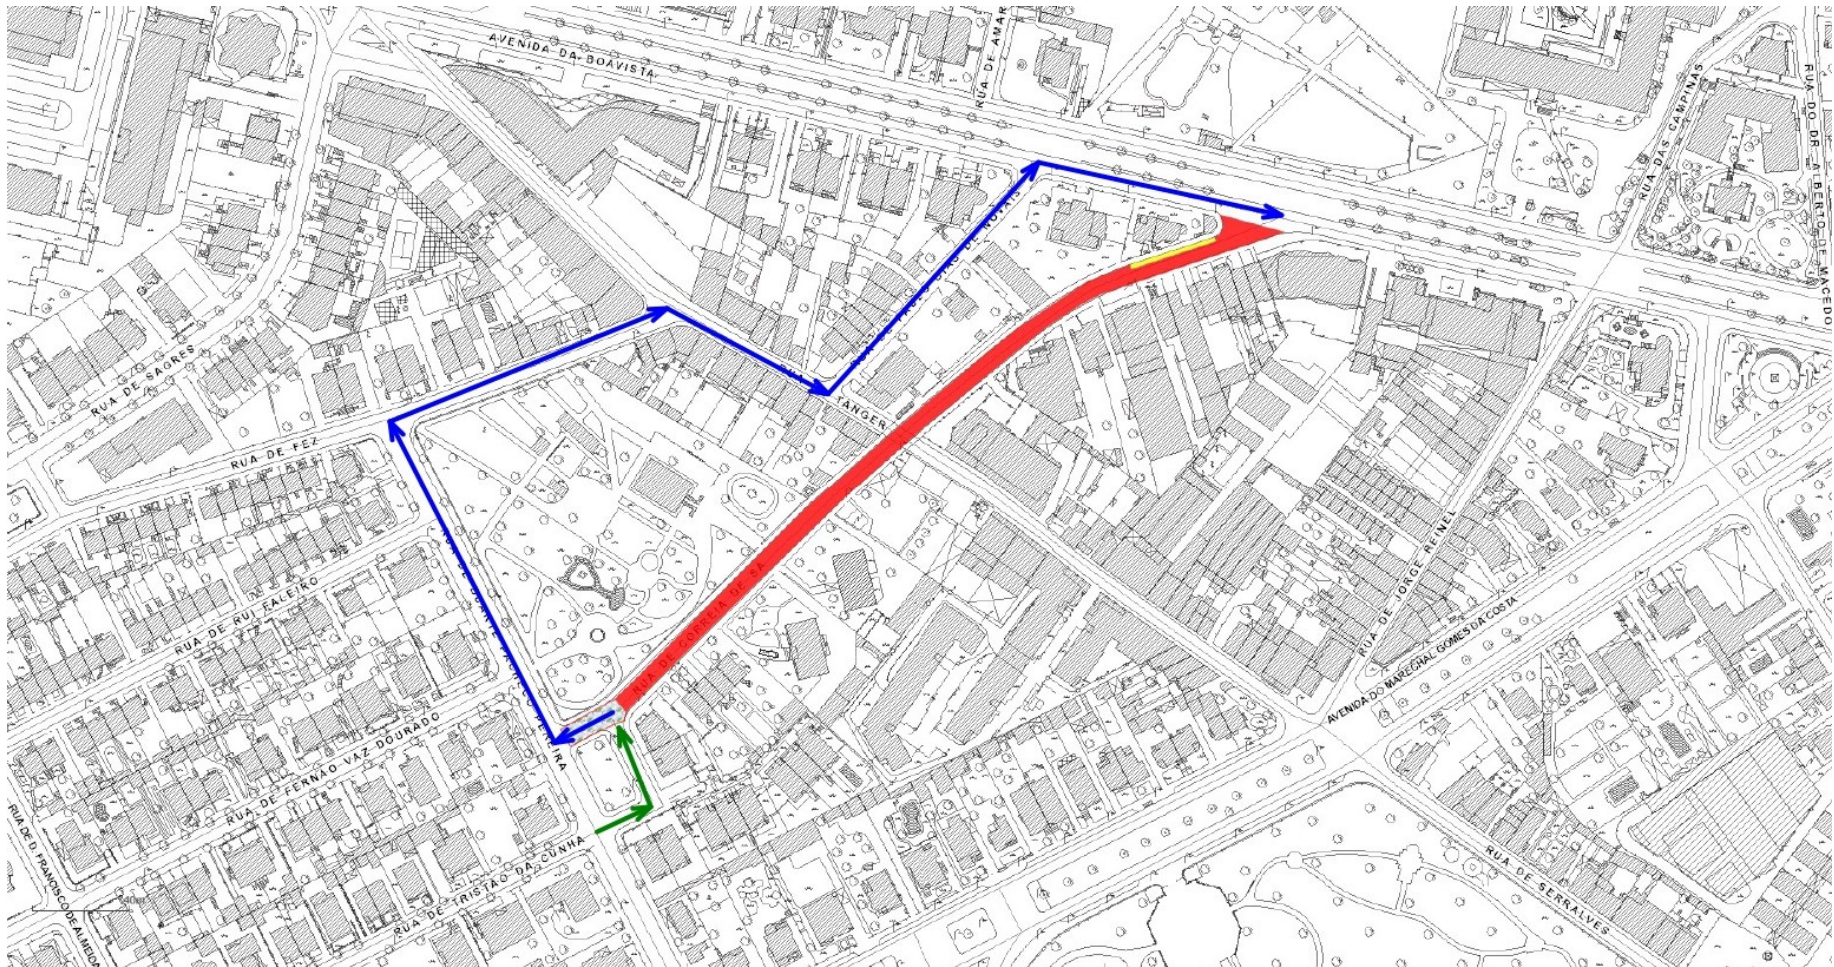 AVENIDA DA BOAVISTA
RUA DE AMAR
RUA DAS CAMPINAS
RUA DO DR. ALBERTO DE MACEDO
RUA DE SAGRES
RUA DE FEZ
RUA
TANGER
RUA DE RUI FALEIRO
RUA DE CORREIA DE SÁ
RUA DE JORGE REINEL
AVENIDA DO MARECHAL GOMES DA COSTA
RUA DE FERNÃO VAZ DOURADO
RUA DE TRISTÃO DA CUNHA
RUA DE D. FRANCISCO DE ALMEIDA
RUA DE SERRALVES